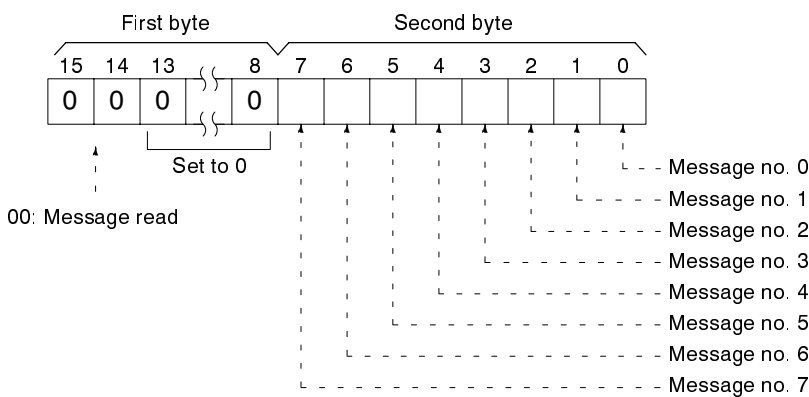 First byte Second byte
15 14 13 8 7 6 5 4 3 2 1 0
0 0 0 0
Set to 0
00: Message read
Message no. 0
Message no. 1
Message no. 2
Message no. 3
Message no. 4
Message no. 5
Message no. 6
Message no. 7